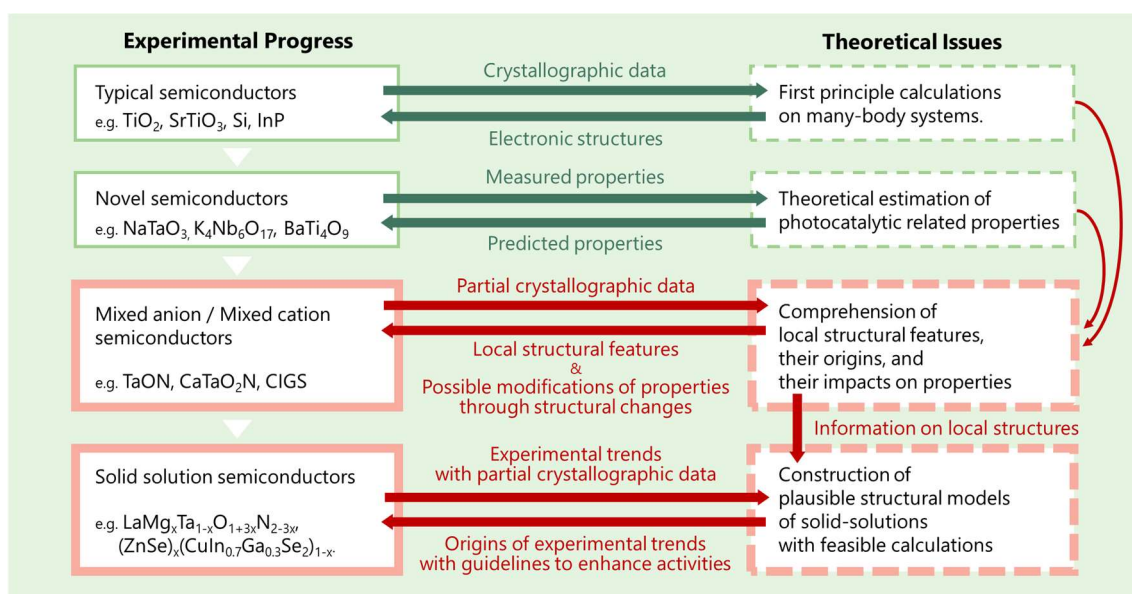 Experimental Progress
Theoretical Issues
Typical semiconductors
e.g. TiO₂, SrTiO₃, Si, InP
Crystallographic data
Electronic structures
First principle calculations
on many-body systems.
Novel semiconductors
e.g. NaTaO₃, K₄Nb₆O₁₇, BaTi₄O₉
Measured properties
Predicted properties
Theoretical estimation of
photocatalytic related properties
Mixed anion / Mixed cation
semiconductors
e.g. TaON, CaTaO₂N, CIGS
Partial crystallographic data
Local structural features
&
Possible modifications of properties
through structural changes
Comprehension of
local structural features,
their origins, and
their impacts on properties
Information on local structures
Solid solution semiconductors
e.g. LaMgₓTa₁₋ₓO₁₊₃ₓN₂₋₃ₓ,
(ZnSe)ₓ(CuIn₀.₇Ga₀.₃Se₂)₁₋ₓ.
Experimental trends
with partial crystallographic data
Origins of experimental trends
with guidelines to enhance activities
Construction of
plausible structural models
of solid-solutions
with feasible calculations